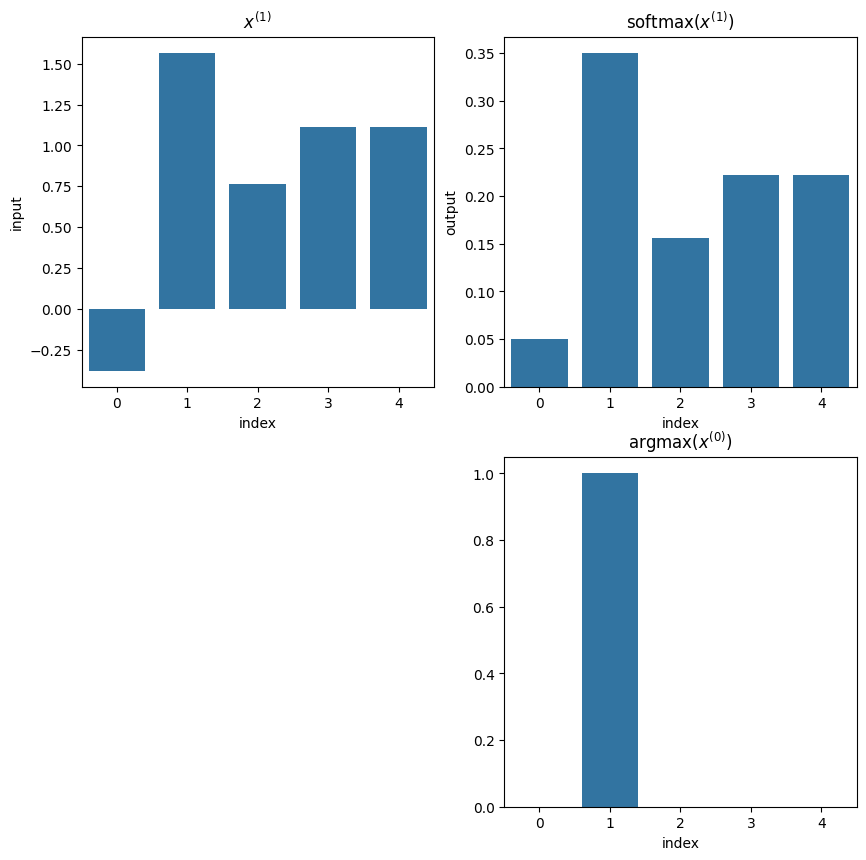 x^(1)
1.50
1.25
1.00
0.75
0.50
0.25
0.00
−0.25
input
0 1 2 3 4
index
softmax(x^(1))
0.35
0.30
0.25
0.20
0.15
0.10
0.05
0.00
output
0 1 2 3 4
index
argmax(x^(0))
1.0
0.8
0.6
0.4
0.2
0.0
0 1 2 3 4
index